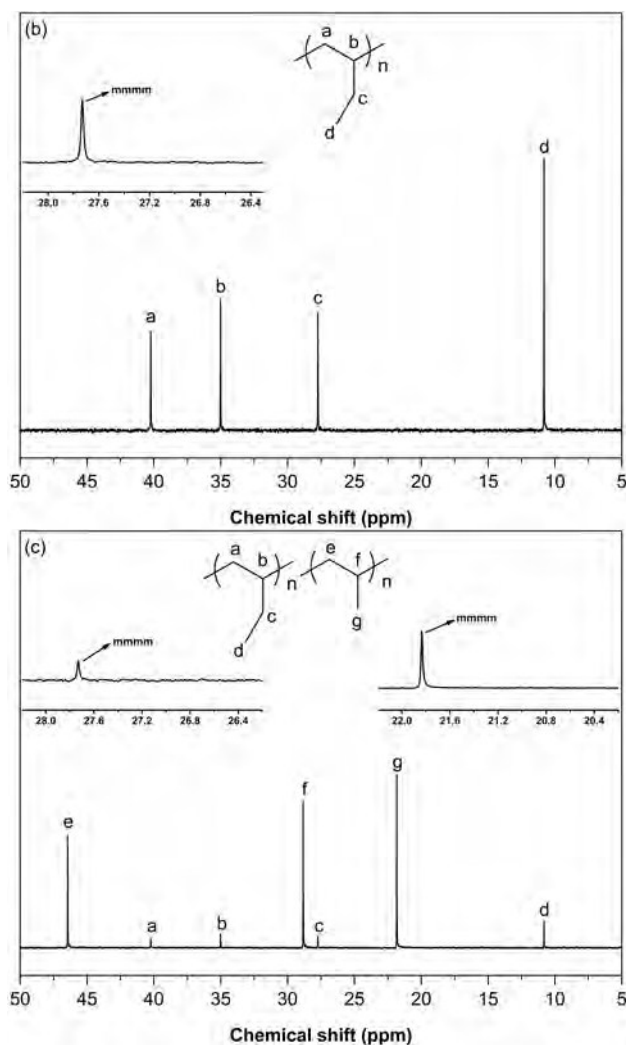 (b)
a
b
n
c
d
mmmm
28.0 27.6 27.2 26.8 26.4
d
b
c
a
50 45 40 35 30 25 20 15 10 5
Chemical shift (ppm)
(c)
a b e f
n n
c g
d
mmmm
mmmm
28.0 27.6 27.2 26.8 26.4
22.0 21.6 21.2 20.8 20.4
g
f
e
d
b
c
a
50 45 40 35 30 25 20 15 10 5
Chemical shift (ppm)